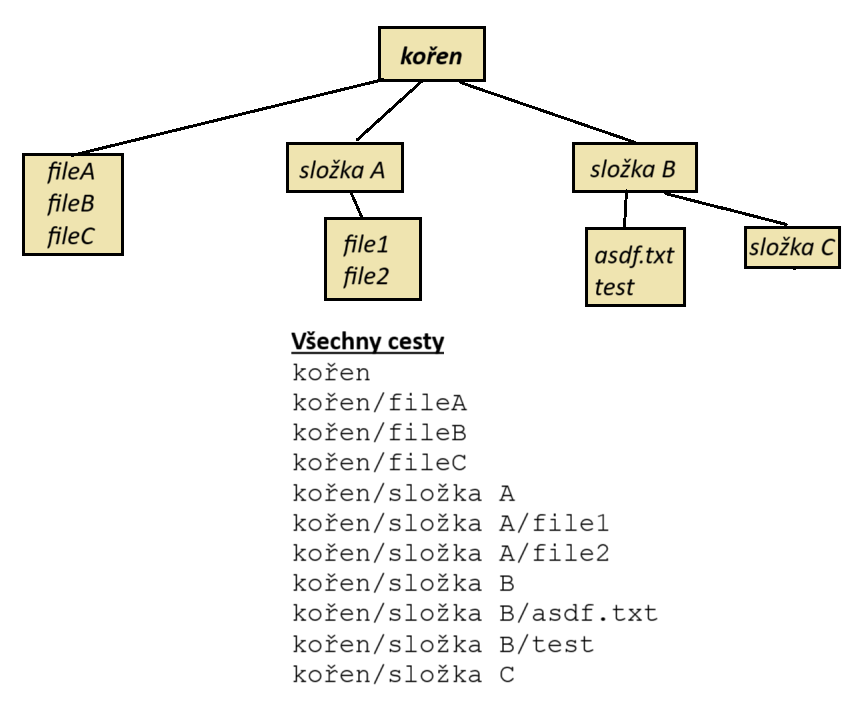 kořen
fileA
fileB
fileC
složka A
file1
file2
složka B
asdf.txt
test
složka C
Všechny cesty
kořen
kořen/fileA
kořen/fileB
kořen/fileC
kořen/složka A
kořen/složka A/file1
kořen/složka A/file2
kořen/složka B
kořen/složka B/asdf.txt
kořen/složka B/test
kořen/složka C